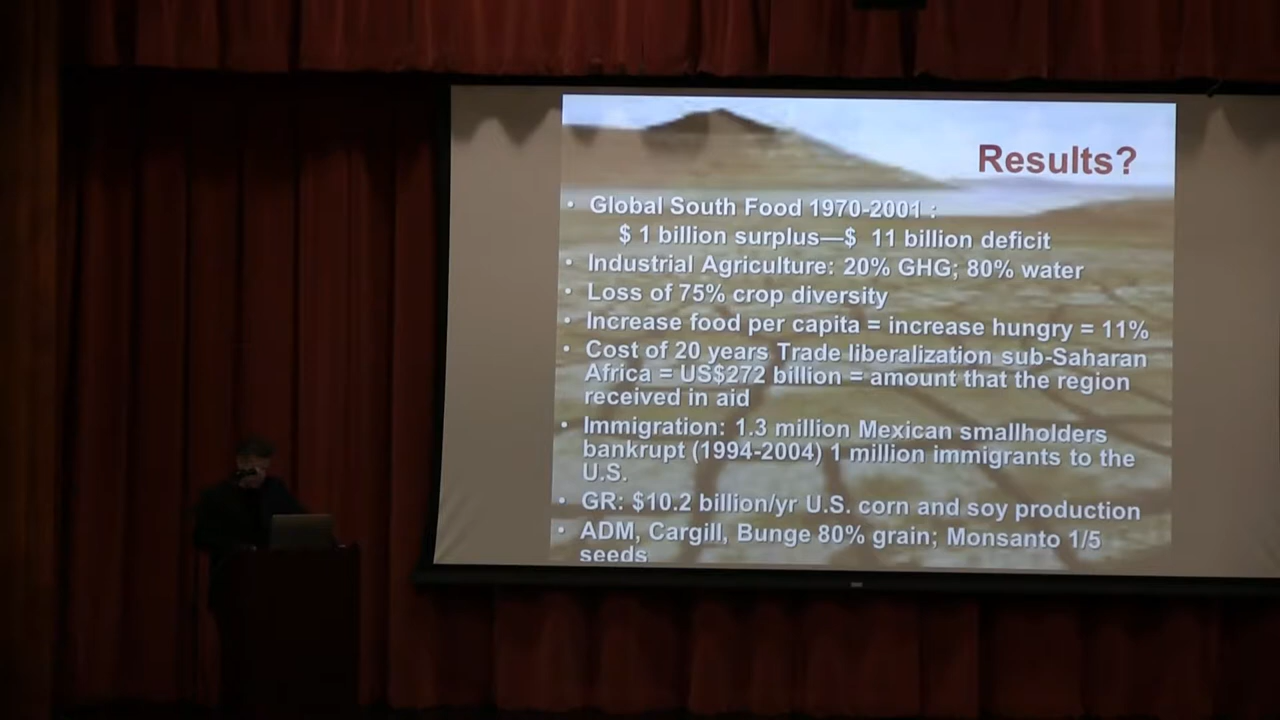 Results?
• Global South Food 1970-2001 :
$ 1 billion surplus—$ 11 billion deficit
• Industrial Agriculture: 20% GHG; 80% water
• Loss of 75% crop diversity
• Increase food per capita = increase hungry = 11%
• Cost of 20 years Trade liberalization sub-Saharan
Africa = US$272 billion = amount that the region
received in aid
• Immigration: 1.3 million Mexican smallholders
bankrupt (1994-2004) 1 million immigrants to the
U.S.
• GR: $10.2 billion/yr U.S. corn and soy production
• ADM, Cargill, Bunge 80% grain; Monsanto 1/5
seeds